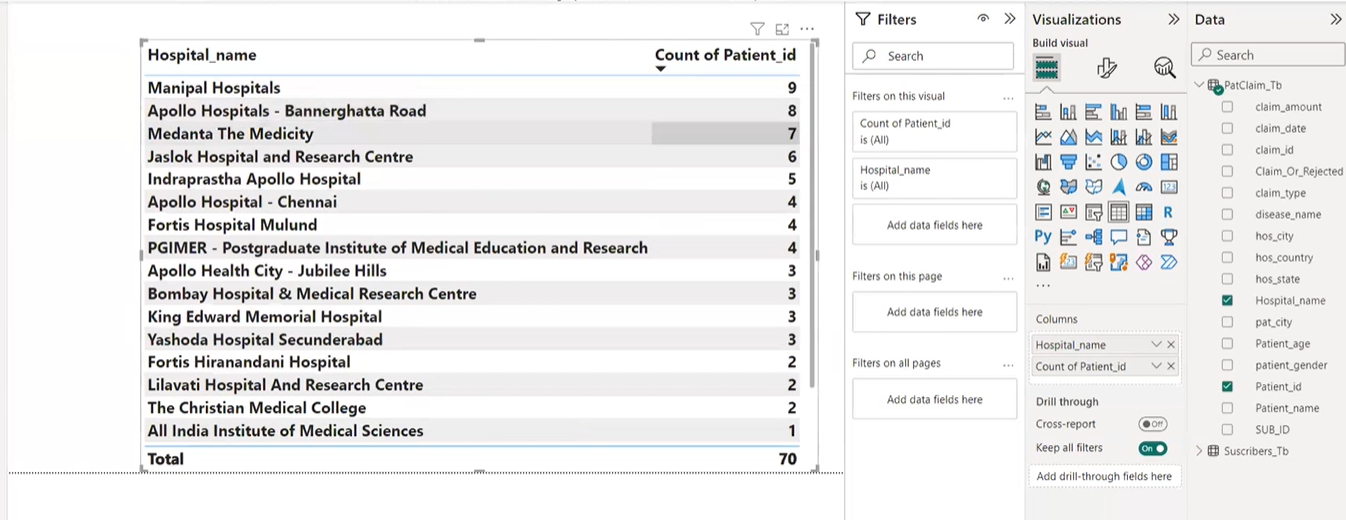 Hospital_name Count of Patient_id
Manipal Hospitals 9
Apollo Hospitals - Bannerghatta Road 8
Medanta The Medicity 7
Jaslok Hospital and Research Centre 6
Indraprastha Apollo Hospital 5
Apollo Hospital - Chennai 4
Fortis Hospital Mulund 4
PGIMER - Postgraduate Institute of Medical Education and Research 4
Apollo Health City - Jubilee Hills 3
Bombay Hospital & Medical Research Centre 3
King Edward Memorial Hospital 3
Yashoda Hospital Secunderabad 3
Fortis Hiranandani Hospital 2
Lilavati Hospital And Research Centre 2
The Christian Medical College 2
All India Institute of Medical Sciences 1
Total 70
Filters
Search
Filters on this visual ...
Count of Patient_id
is (All)
Hospital_name
is (All)
Add data fields here
Filters on this page ...
Add data fields here
Filters on all pages ...
Add data fields here
Visualizations
Build visual
123
R
Py
...
Columns
Hospital_name
Count of Patient_id
Drill through
Cross-report Off
Keep all filters On
Add drill-through fields here
Data
Search
PatClaim_Tb
claim_amount
claim_date
claim_id
Claim_Or_Rejected
claim_type
disease_name
hos_city
hos_country
hos_state
Hospital_name
pat_city
Patient_age
patient_gender
Patient_id
Patient_name
SUB_ID
Suscribers_Tb